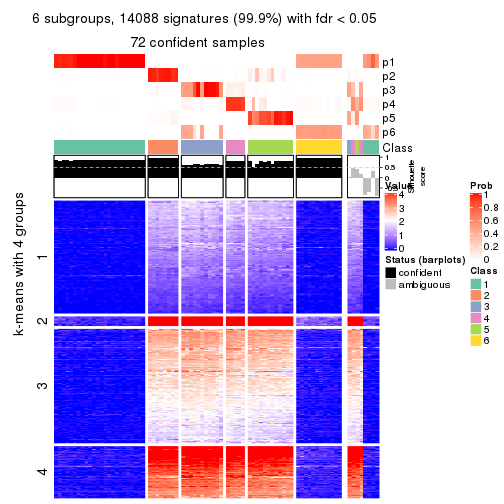 6 subgroups, 14088 signatures (99.9%) with fdr < 0.05
72 confident samples
p1
p2
p3
p4
p5
p6
Class
1
0.5
0
Silhouette
score
k-means with 4 groups
1
2
3
4
Value
4
3
2
1
0
Status (barplots)
confident
ambiguous
Prob
1
0.8
0.6
0.4
0.2
0
Class
1
2
3
4
5
6